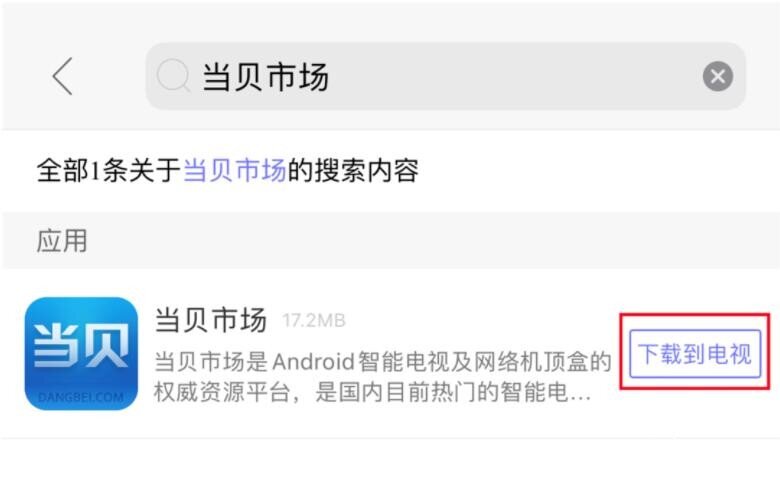 当贝市场
全部1条关于当贝市场的搜索内容
应用
当贝
DANGBEI.COM
当贝市场 17.2MB
当贝市场是Android智能电视及网络机顶盒的
权威资源平台，是国内目前热门的智能电...
下载到电视